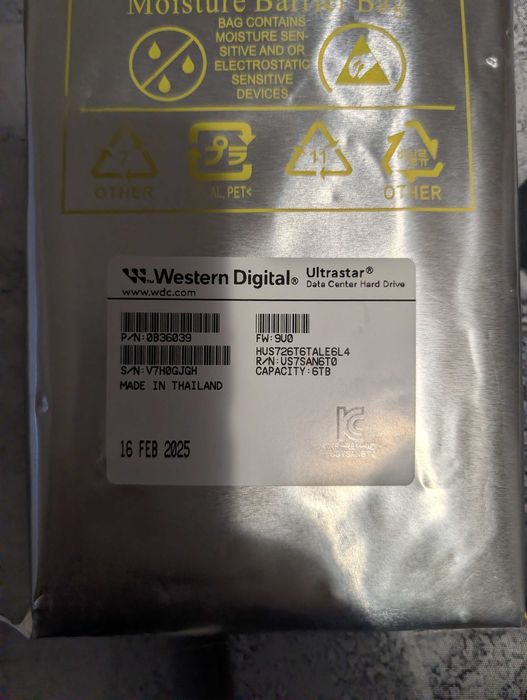 Moisture Barrier Bag
BAG CONTAINS
MOISTURE SEN-
SITIVE AND OR
ELECTROSTATIC
SENSITIVE
DEVICES.
7
OTHER
プラ
AL, PET<
11
OTHER
Western Digital® Ultrastar®
www.wdc.com Data Center Hard Drive
P/N:0B36039
S/N:V7H0GJGH
MADE IN THAILAND
FW:9U0
HUS726T6TALE6L4
R/N:US7SAN6T0
CAPACITY:6TB
16 FEB 2025